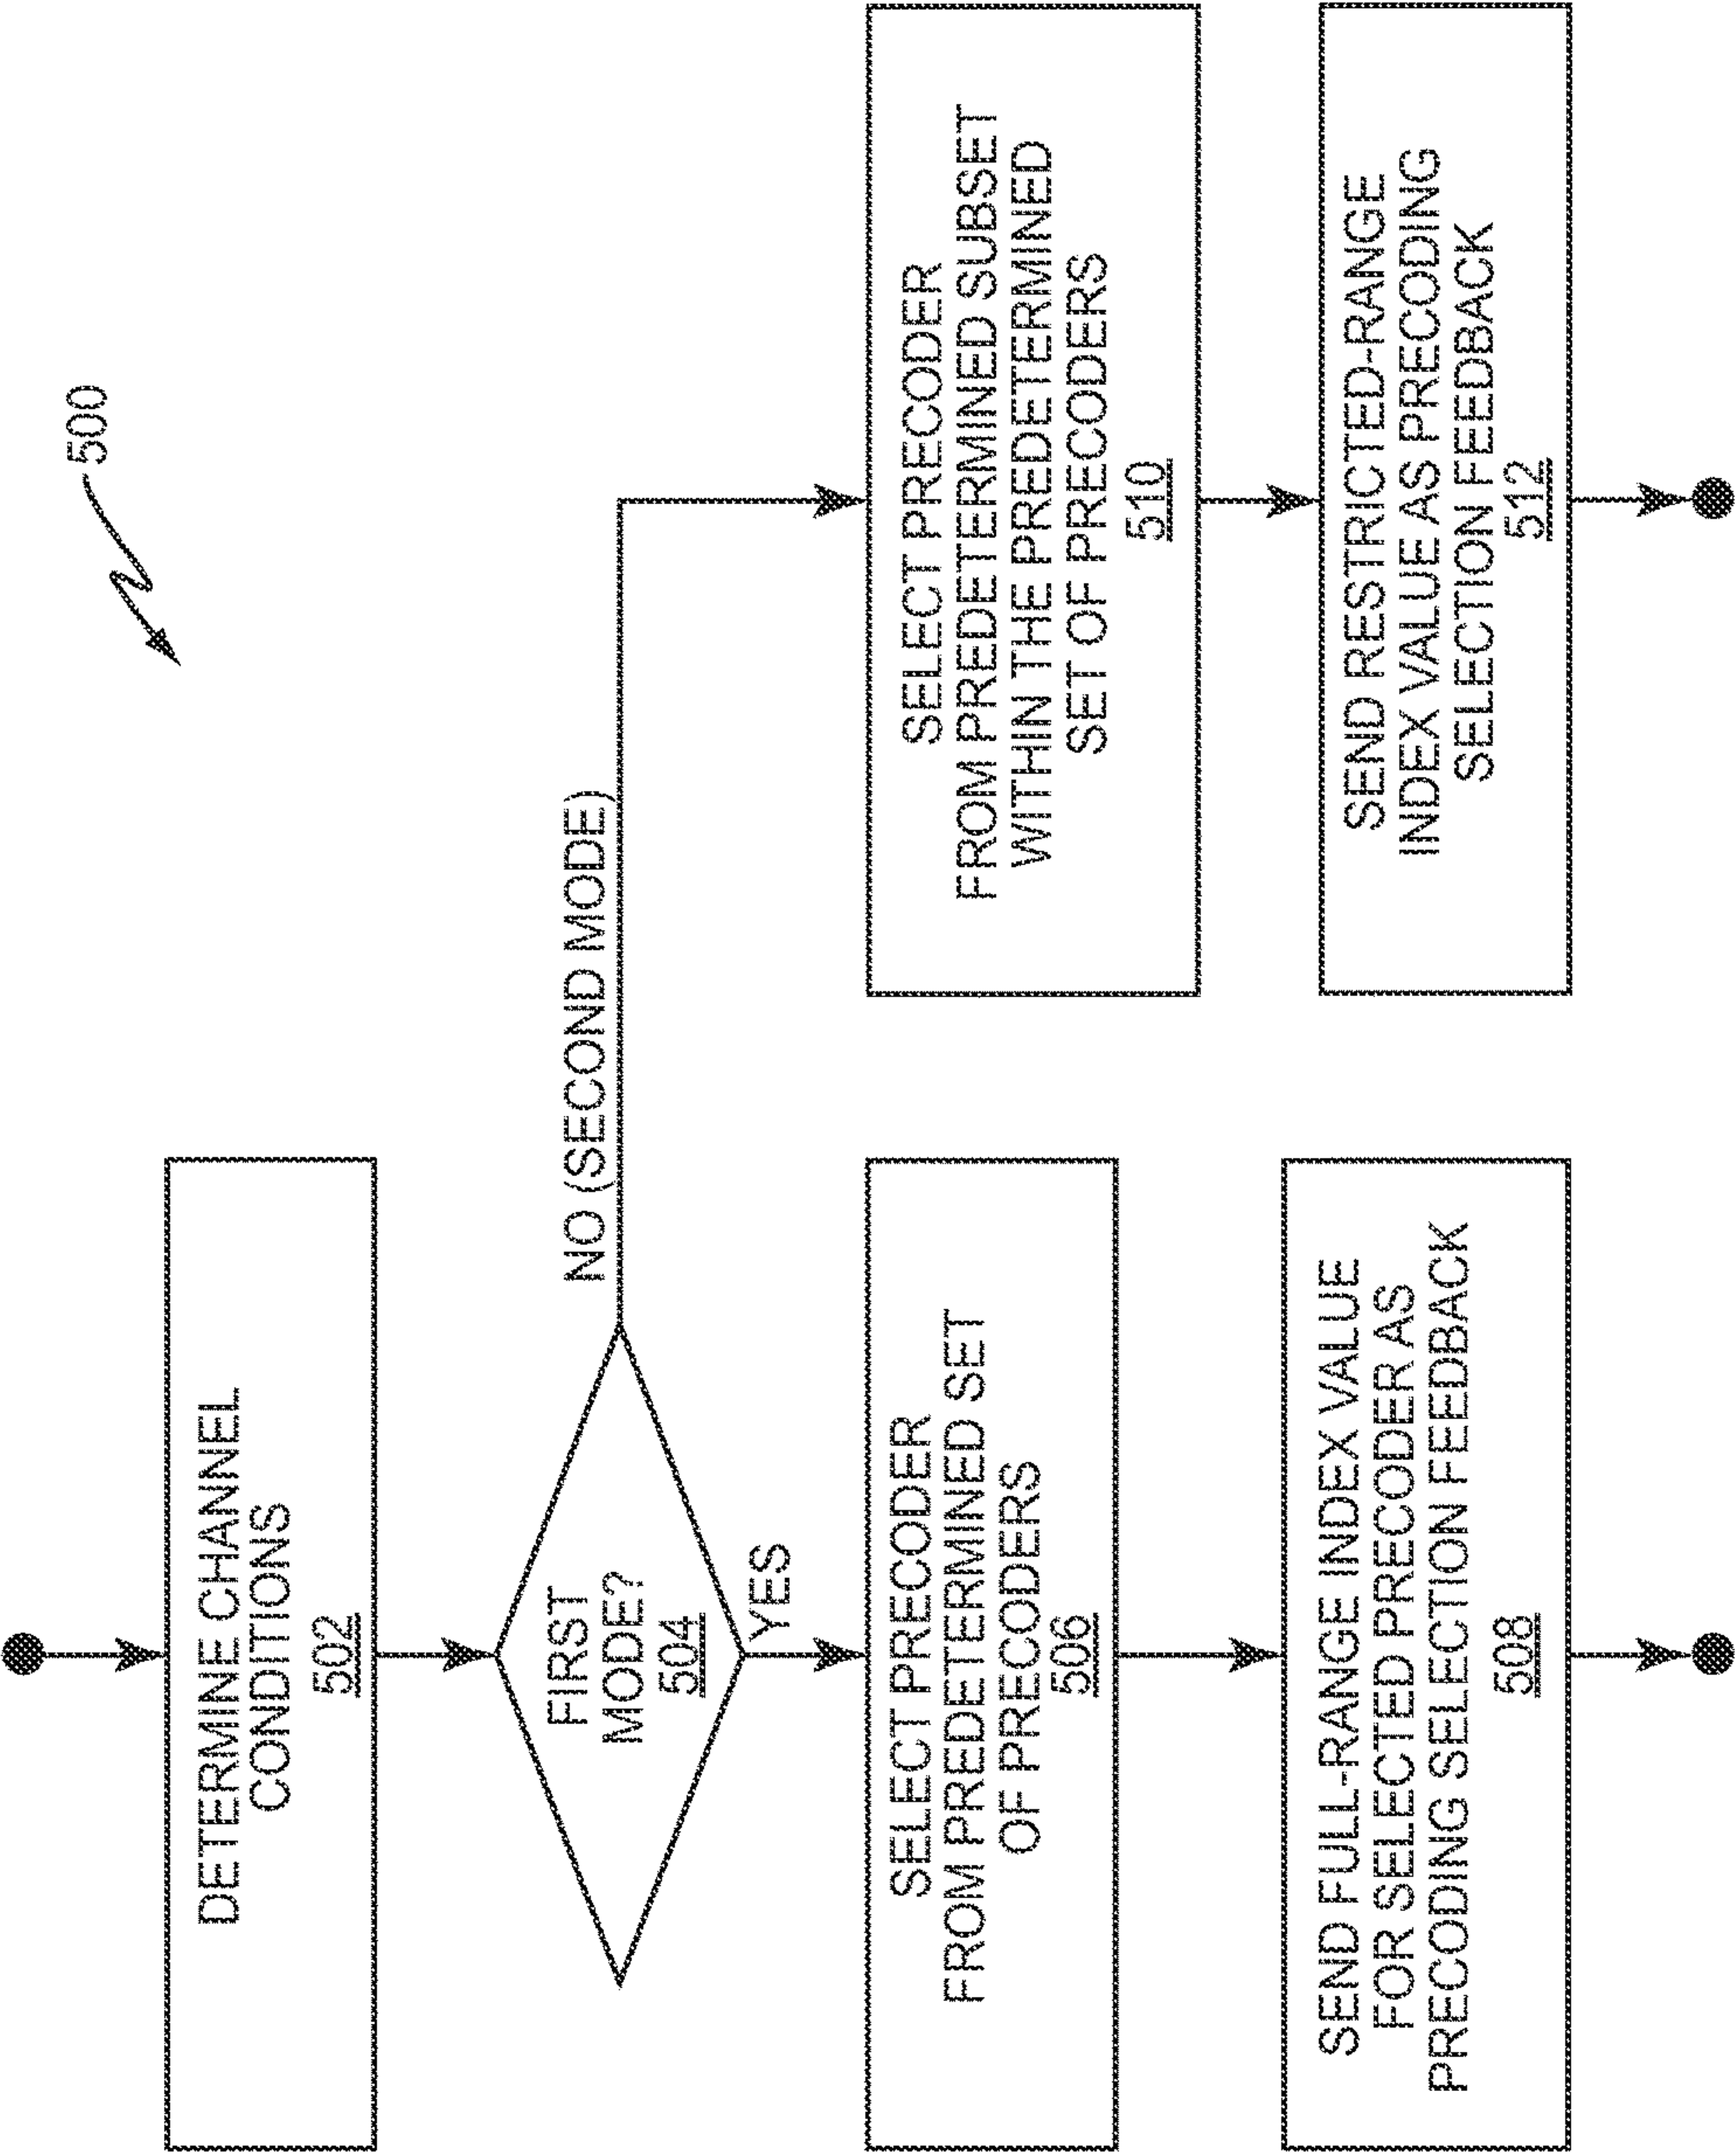 500
DETERMINE CHANNEL
CONDITIONS
502
FIRST
MODE?
504
NO (SECOND MODE)
YES
SELECT PRECODER
FROM PREDETERMINED SET
OF PRECODERS
506
SEND FULL-RANGE INDEX VALUE
FOR SELECTED PRECODER AS
PRECODING SELECTION FEEDBACK
508
SELECT PRECODER
FROM PREDETERMINED SUBSET
WITHIN THE PREDETERMINED
SET OF PRECODERS
510
SEND RESTRICTED-RANGE
INDEX VALUE AS PRECODING
SELECTION FEEDBACK
512